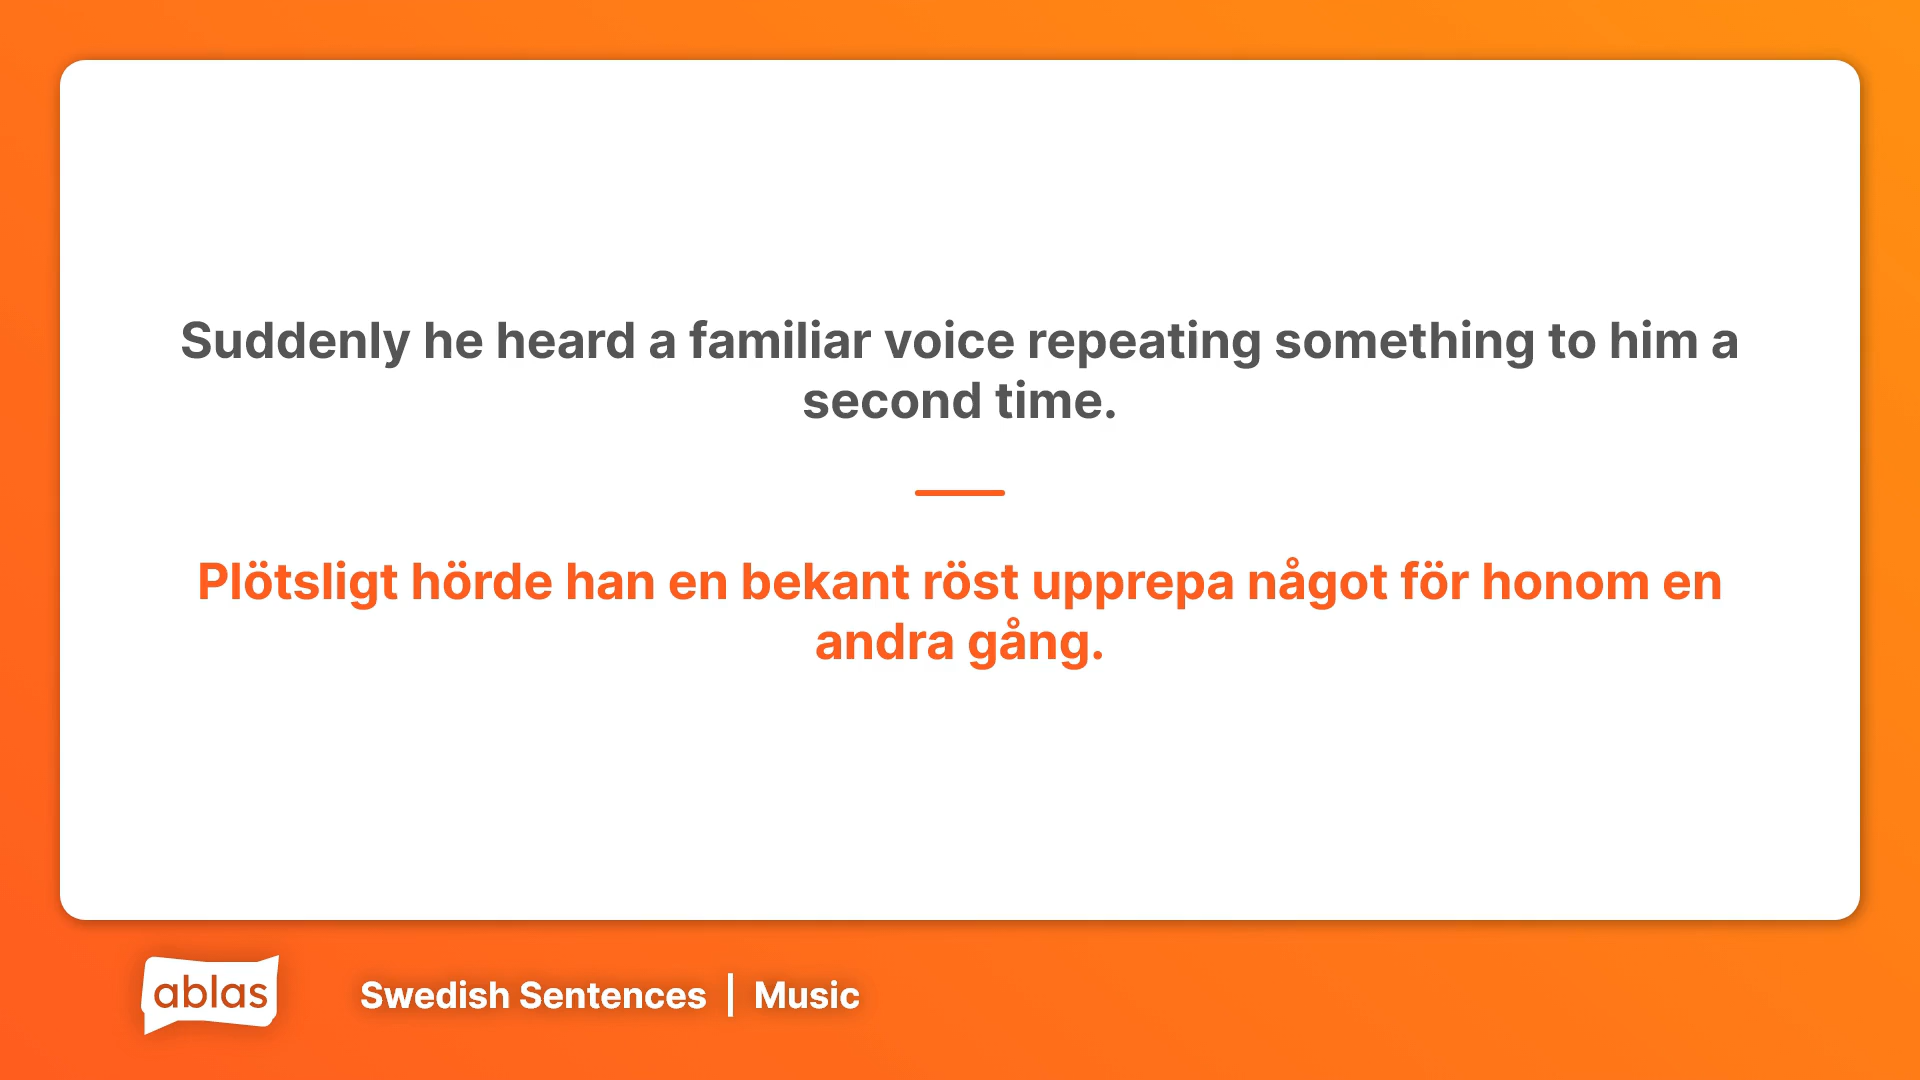 Suddenly he heard a familiar voice repeating something to him a
second time.
Plötsligt hörde han en bekant röst upprepa något för honom en
andra gång.
ablas
Swedish Sentences | Music